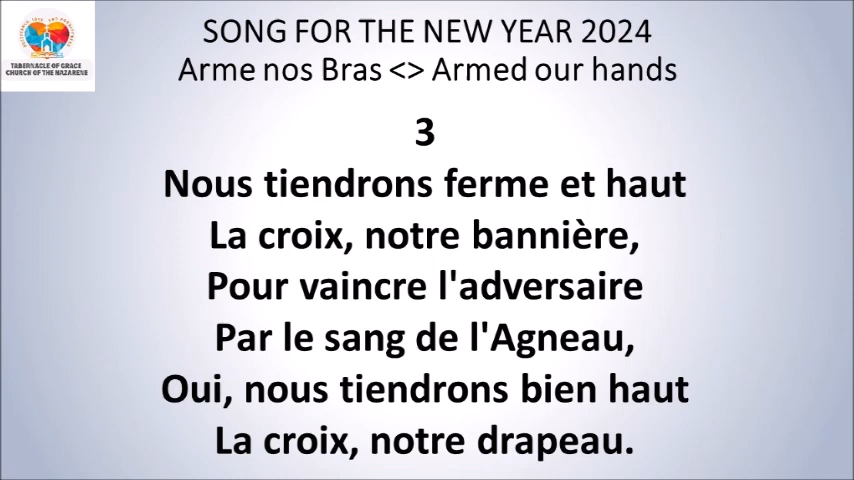 TABERNACLE OF GRACE
CHURCH OF THE NAZARENE
SONG FOR THE NEW YEAR 2024
Arme nos Bras <> Armed our hands
3
Nous tiendrons ferme et haut
La croix, notre bannière,
Pour vaincre l'adversaire
Par le sang de l'Agneau,
Oui, nous tiendrons bien haut
La croix, notre drapeau.